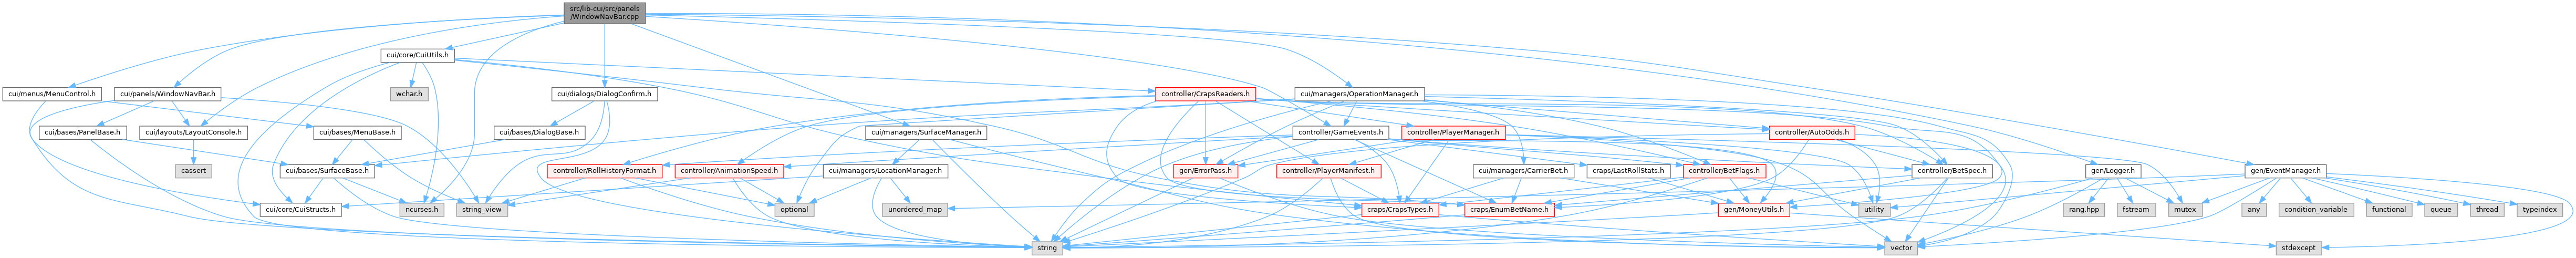 src/lib-cui/src/panels
/WindowNavBar.cpp
cui/core/CuiUtils.h
cui/menus/MenuControl.h
cui/panels/WindowNavBar.h
wchar.h
cui/dialogs/DialogConfirm.h
controller/CrapsReaders.h
cui/managers/OperationManager.h
cui/bases/PanelBase.h
cui/layouts/LayoutConsole.h
cui/bases/MenuBase.h
cui/bases/DialogBase.h
cui/managers/SurfaceManager.h
controller/GameEvents.h
controller/PlayerManager.h
controller/AutoOdds.h
cassert
cui/bases/SurfaceBase.h
controller/RollHistoryFormat.h
controller/AnimationSpeed.h
cui/managers/LocationManager.h
gen/ErrorPass.h
controller/PlayerManifest.h
cui/managers/CarrierBet.h
craps/LastRollStats.h
controller/BetFlags.h
controller/BetSpec.h
gen/Logger.h
gen/EventManager.h
cui/core/CuiStructs.h
ncurses.h
string_view
optional
unordered_map
craps/CrapsTypes.h
craps/EnumBetName.h
gen/MoneyUtils.h
utility
rang.hpp
fstream
mutex
any
condition_variable
functional
queue
thread
typeindex
string
vector
stdexcept